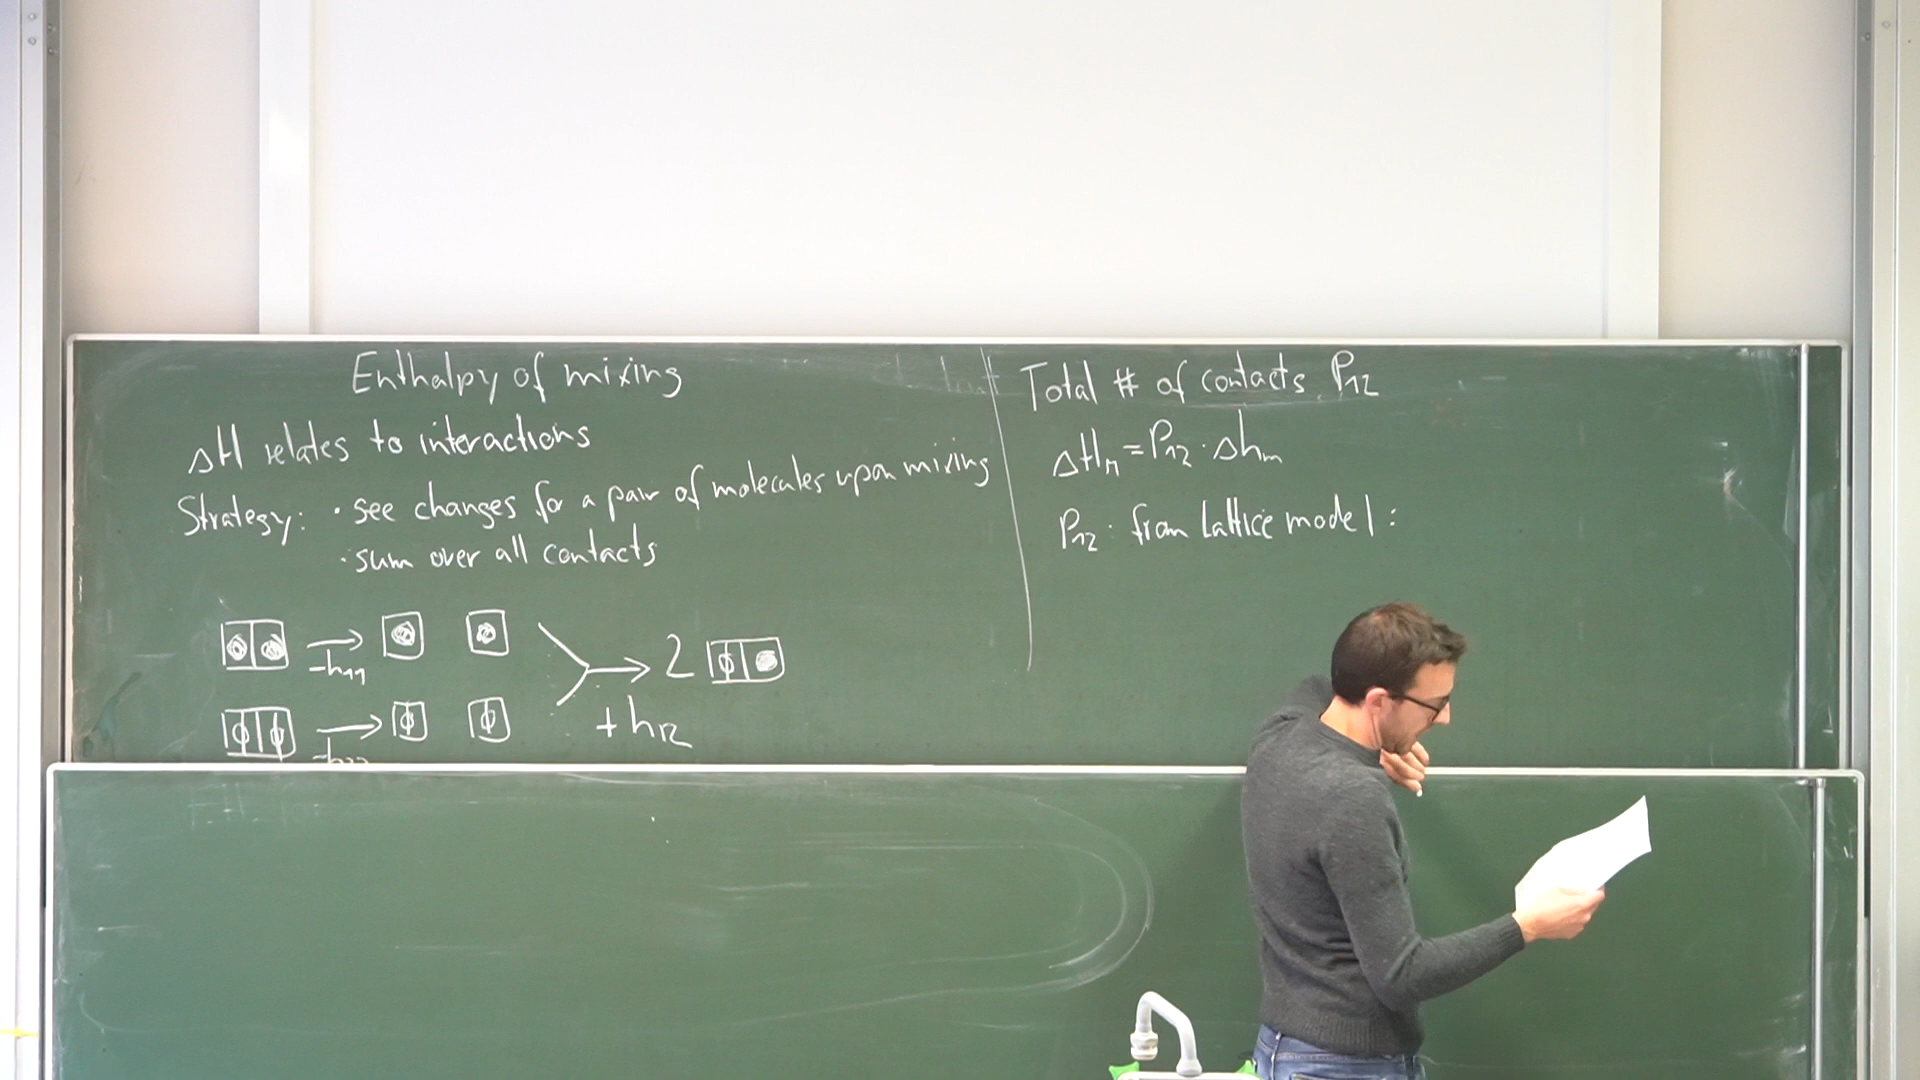 Enthalpy of mixing
ΔH relates to interactions
Strategy: · see changes for a pair of molecules upon mixing
· sum over all contacts
-h11
2
+ h12
-h22
Total # of contacts P12
ΔHm = P12 · Δhm
P12: from Lattice model: